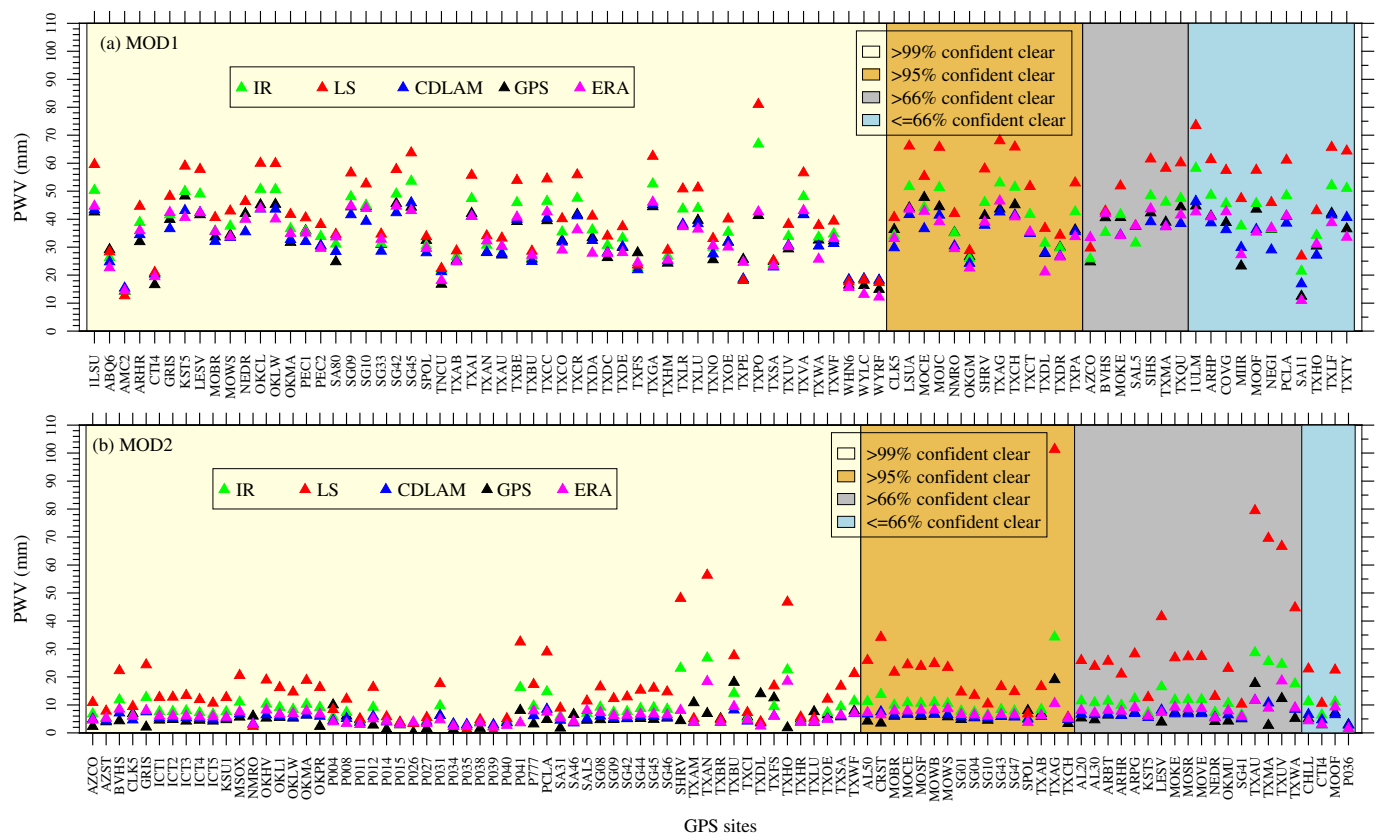 (a) MOD1
>99% confident clear
>95% confident clear
>66% confident clear
<=66% confident clear
IR LS CDLAM GPS ERA
PWV (mm)
110
100
90
80
70
60
50
40
30
20
10
0
ILSU ABQ6 AMC2 ARHR CTI4 GRIS KST5 LESV MOBR MOWS NEDR OKCL OKLW OKMA PEC1 PEC2 SA80 SG09 SG10 SG42 SG45 SPOL TNCU TXAB TXAI TXAN TXAU TXBE TXBU TXCC TXCO TXCR TXDA TXDC TXDE TXFS TXGA TXHM TXLR TXLU TXNO TXOE TXPE TXPO TXSA TXUV TXVA TXWA TXWF WHN6 WYLC WYRF CLK5 LSUA MOCE MOJC NMRO OKGM SHRV TXAG TXCH TXCT TXDL TXDR TXPA AZCO BVHS MOKE SAL5 SIHS TXMA TXQU 1ULM ARHP COVG MIR MOOF NEGI PCLA SA11 TXHO TXLF TXTY
(b) MOD2
>99% confident clear
>95% confident clear
>66% confident clear
<=66% confident clear
IR LS CDLAM GPS ERA
PWV (mm)
110
100
90
80
70
60
50
40
30
20
10
0
AZCO AZST BVHS CLK5 GRIS ICT1 ICT2 ICT3 ICT4 ICT5 KSU1 MSOX NMRO OKHV OKL1 OKLW OKMA OKPR P004 P008 P011 P012 P014 P015 P026 P027 P031 P034 P035 P038 P039 P040 P041 P777 PCLA SA31 SA46 SAL5 SG08 SG09 SG42 SG44 SG45 SG46 SHRV TXAM TXAN TXBR TXBU TXCI TXDL TXFS TXHO TXHR TXLU TXOE TXSA TXWF AL50 CRST MOBR MOCE MOSF MOWB MOWS SG01 SG04 SG10 SG43 SG47 SPOL TXAB TXAG TXCH AL20 AL30 ARBT ARHR ARPG KST5 LESV MOKE MOSR MOVE NEDR OKMU SG41 TXAU TXMA TXUV TXWA CHLL CTI4 MOOF P036
GPS sites